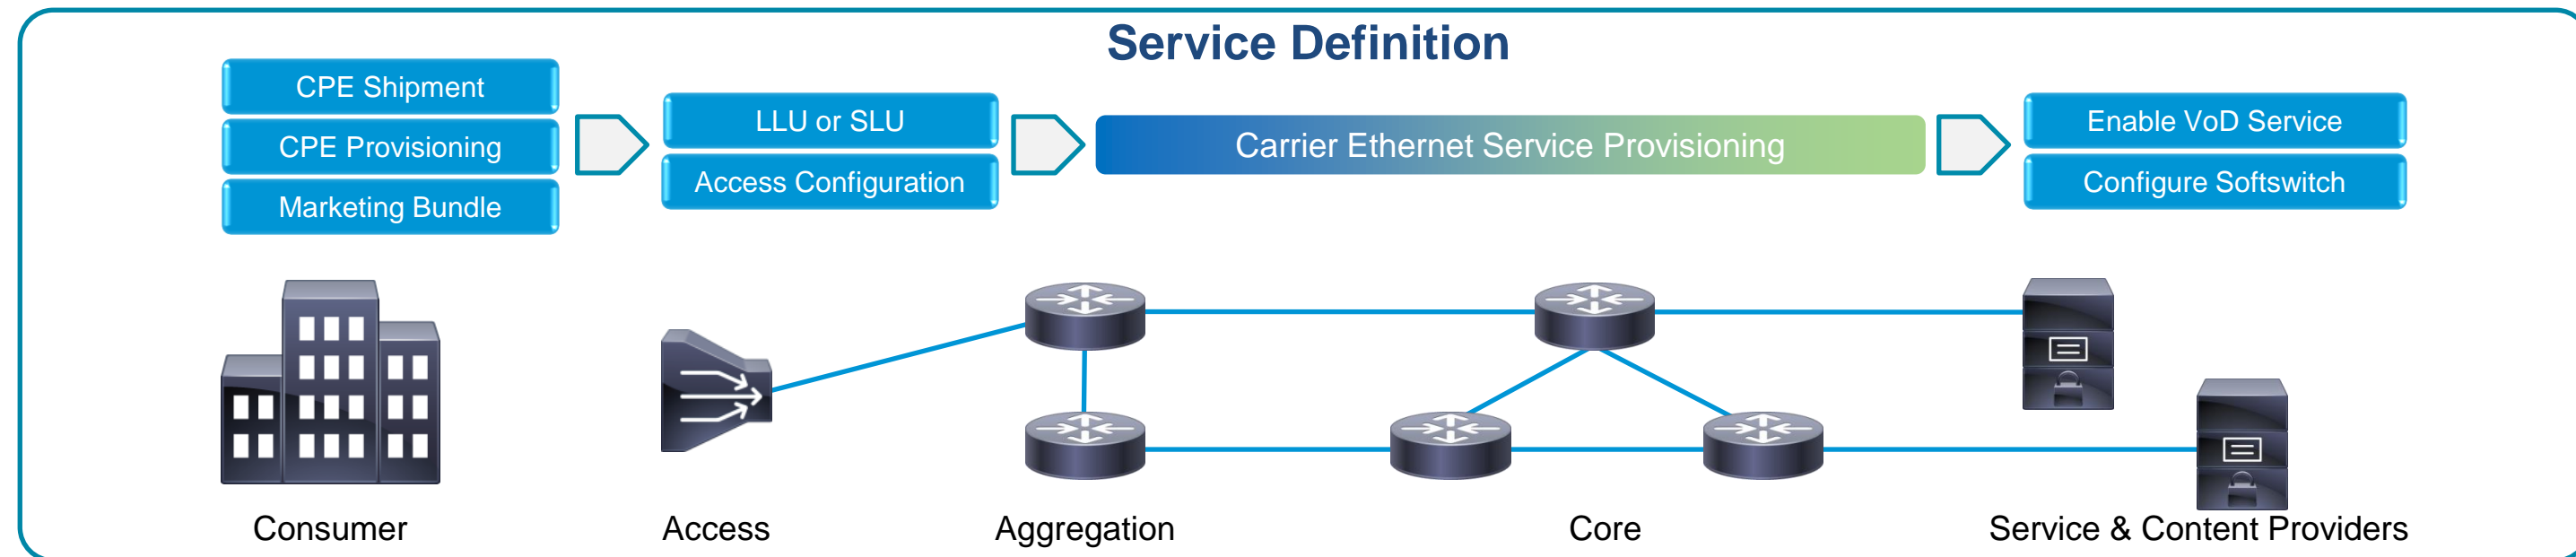 Service Definition
CPE Shipment
CPE Provisioning
Marketing Bundle
LLU or SLU
Access Configuration
Carrier Ethernet Service Provisioning
Enable VoD Service
Configure Softswitch
Consumer
Access
Aggregation
Core
Service & Content Providers